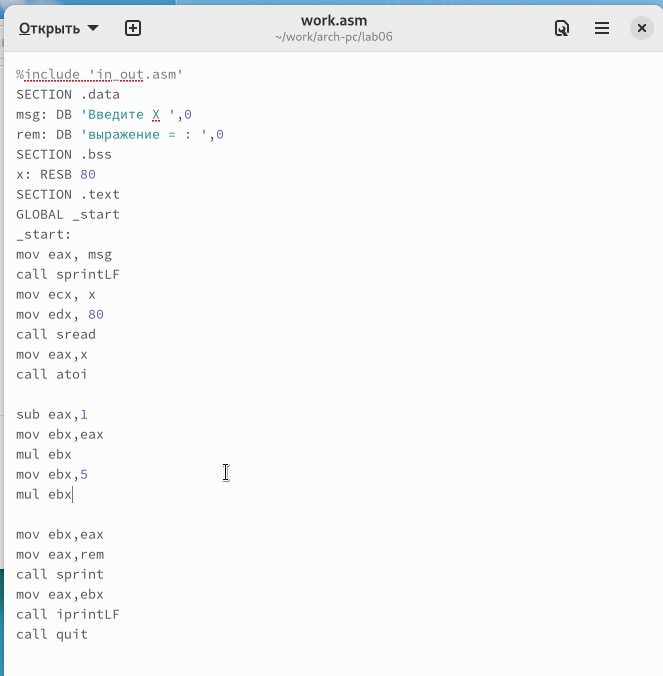 Открыть
work.asm
~/work/arch-pc/lab06
%include 'in_out.asm'
SECTION .data
msg: DB 'Введите X ',0
rem: DB 'выражение = : ',0
SECTION .bss
x: RESB 80
SECTION .text
GLOBAL _start
_start:
mov eax, msg
call sprintLF
mov ecx, x
mov edx, 80
call sread
mov eax,x
call atoi
sub eax,1
mov ebx,eax
mul ebx
mov ebx,5
mul ebx
mov ebx,eax
mov eax,rem
call sprint
mov eax,ebx
call iprintLF
call quit